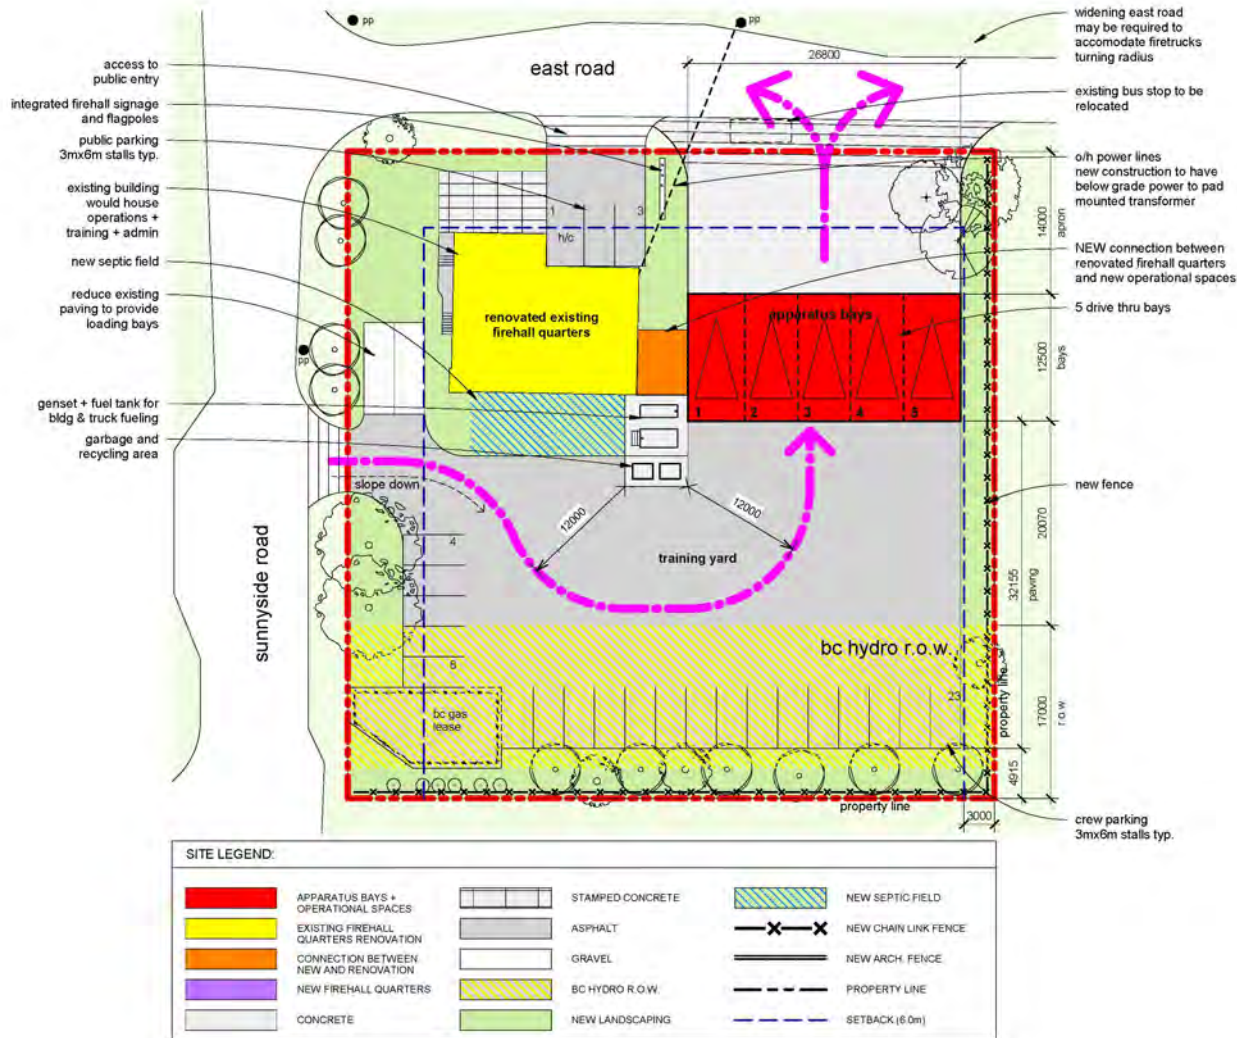 pp
pp
widening east road
may be required to
accomodate firetrucks
turning radius
26800
east road
access to
public entry
existing bus stop to be
relocated
integrated firehall signage
and flagpoles
public parking
3mx6m stalls typ.
o/h power lines
new construction to have
below grade power to pad
mounted transformer
existing building
would house
operations +
training + admin
1
3
h/c
14000
apron
NEW connection between
renovated firehall quarters
and new operational spaces
new septic field
reduce existing
paving to provide
loading bays
renovated existing
firehall quarters
apparatus bays
5 drive thru bays
12500
bays
pp
1
2
3
4
5
genset + fuel tank for
bldg & truck fueling
garbage and
recycling area
slope down
12000
12000
new fence
4
training yard
20070
32155
paving
sunnyside road
bc hydro r.o.w.
6
23
property line
17000
r.o.w.
bc gas
lease
4915
property line
3000
crew parking
3mx6m stalls typ.
SITE LEGEND:
APPARATUS BAYS +
OPERATIONAL SPACES
STAMPED CONCRETE
NEW SEPTIC FIELD
EXISTING FIREHALL
QUARTERS RENOVATION
ASPHALT
NEW CHAIN LINK FENCE
CONNECTION BETWEEN
NEW AND RENOVATION
GRAVEL
NEW ARCH. FENCE
NEW FIREHALL QUARTERS
BC HYDRO R.O.W.
PROPERTY LINE
CONCRETE
NEW LANDSCAPING
SETBACK (6.0m)